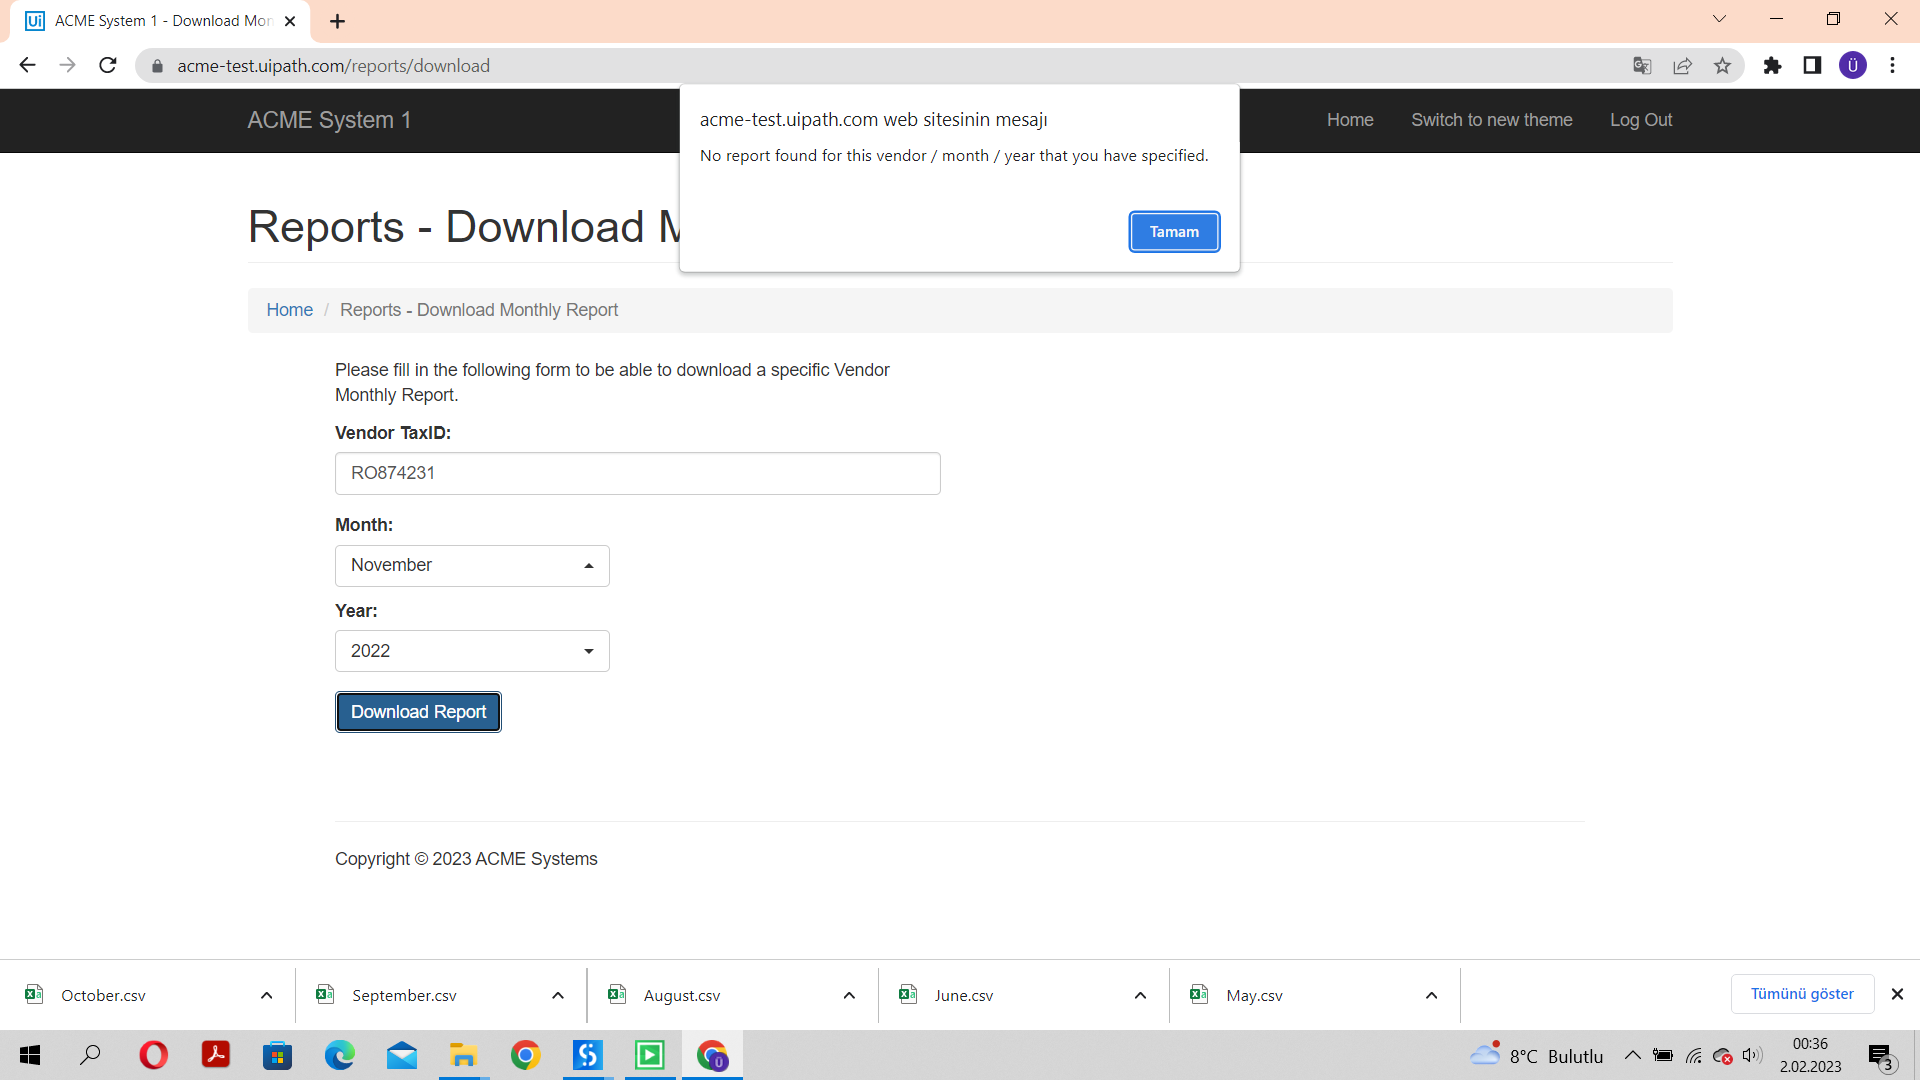 ACME System 1 - Download Mon
acme-test.uipath.com/reports/download
Ü
ACME System 1
Home
Switch to new theme
Log Out
acme-test.uipath.com web sitesinin mesajı
No report found for this vendor / month / year that you have specified.
Tamam
Reports - Download M
Home / Reports - Download Monthly Report
Please fill in the following form to be able to download a specific Vendor
Monthly Report.
Vendor TaxID:
RO874231
Month:
November
Year:
2022
Download Report
Copyright © 2023 ACME Systems
October.csv
September.csv
August.csv
June.csv
May.csv
Tümünü göster
8°C Bulutlu
00:36
2.02.2023
3